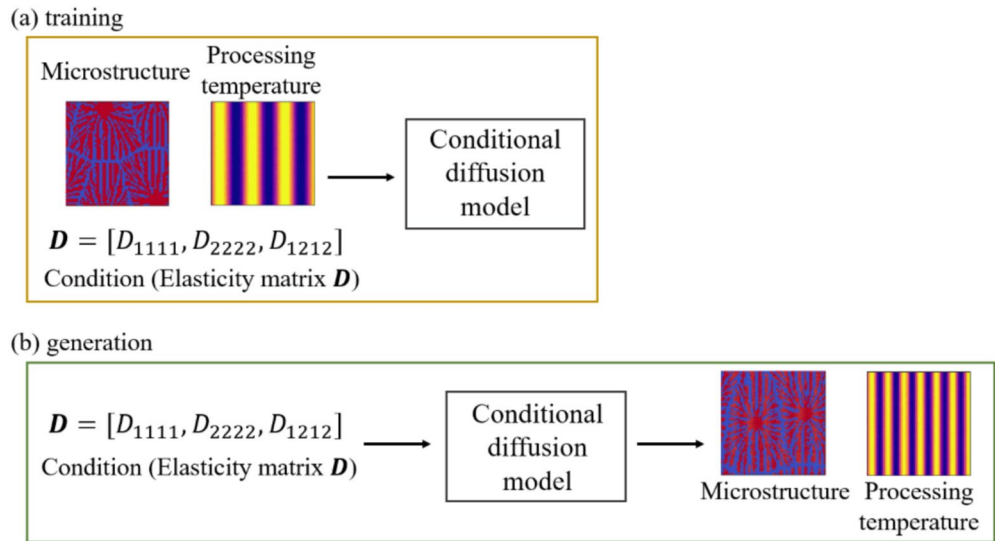 (a) training
Microstructure
Processing
temperature
Conditional
diffusion
model
𝑫 = [𝐷₁₁₁₁, 𝐷₂₂₂₂, 𝐷₁₂₁₂]
Condition (Elasticity matrix 𝑫)
(b) generation
𝑫 = [𝐷₁₁₁₁, 𝐷₂₂₂₂, 𝐷₁₂₁₂]
Condition (Elasticity matrix 𝑫)
Conditional
diffusion
model
Microstructure
Processing
temperature